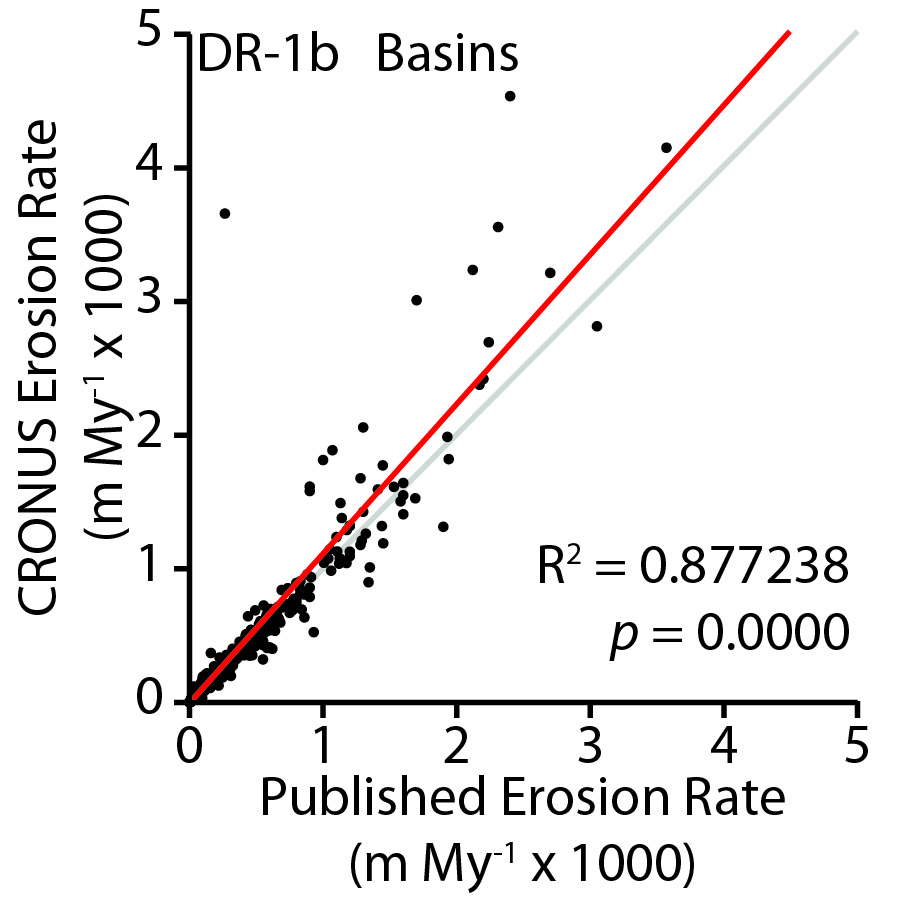 DR-1b Basins
5
4
3
2
1
0
CRONUS Erosion Rate
(m My⁻¹ x 1000)
R² = 0.877238
p = 0.0000
0 1 2 3 4 5
Published Erosion Rate
(m My⁻¹ x 1000)